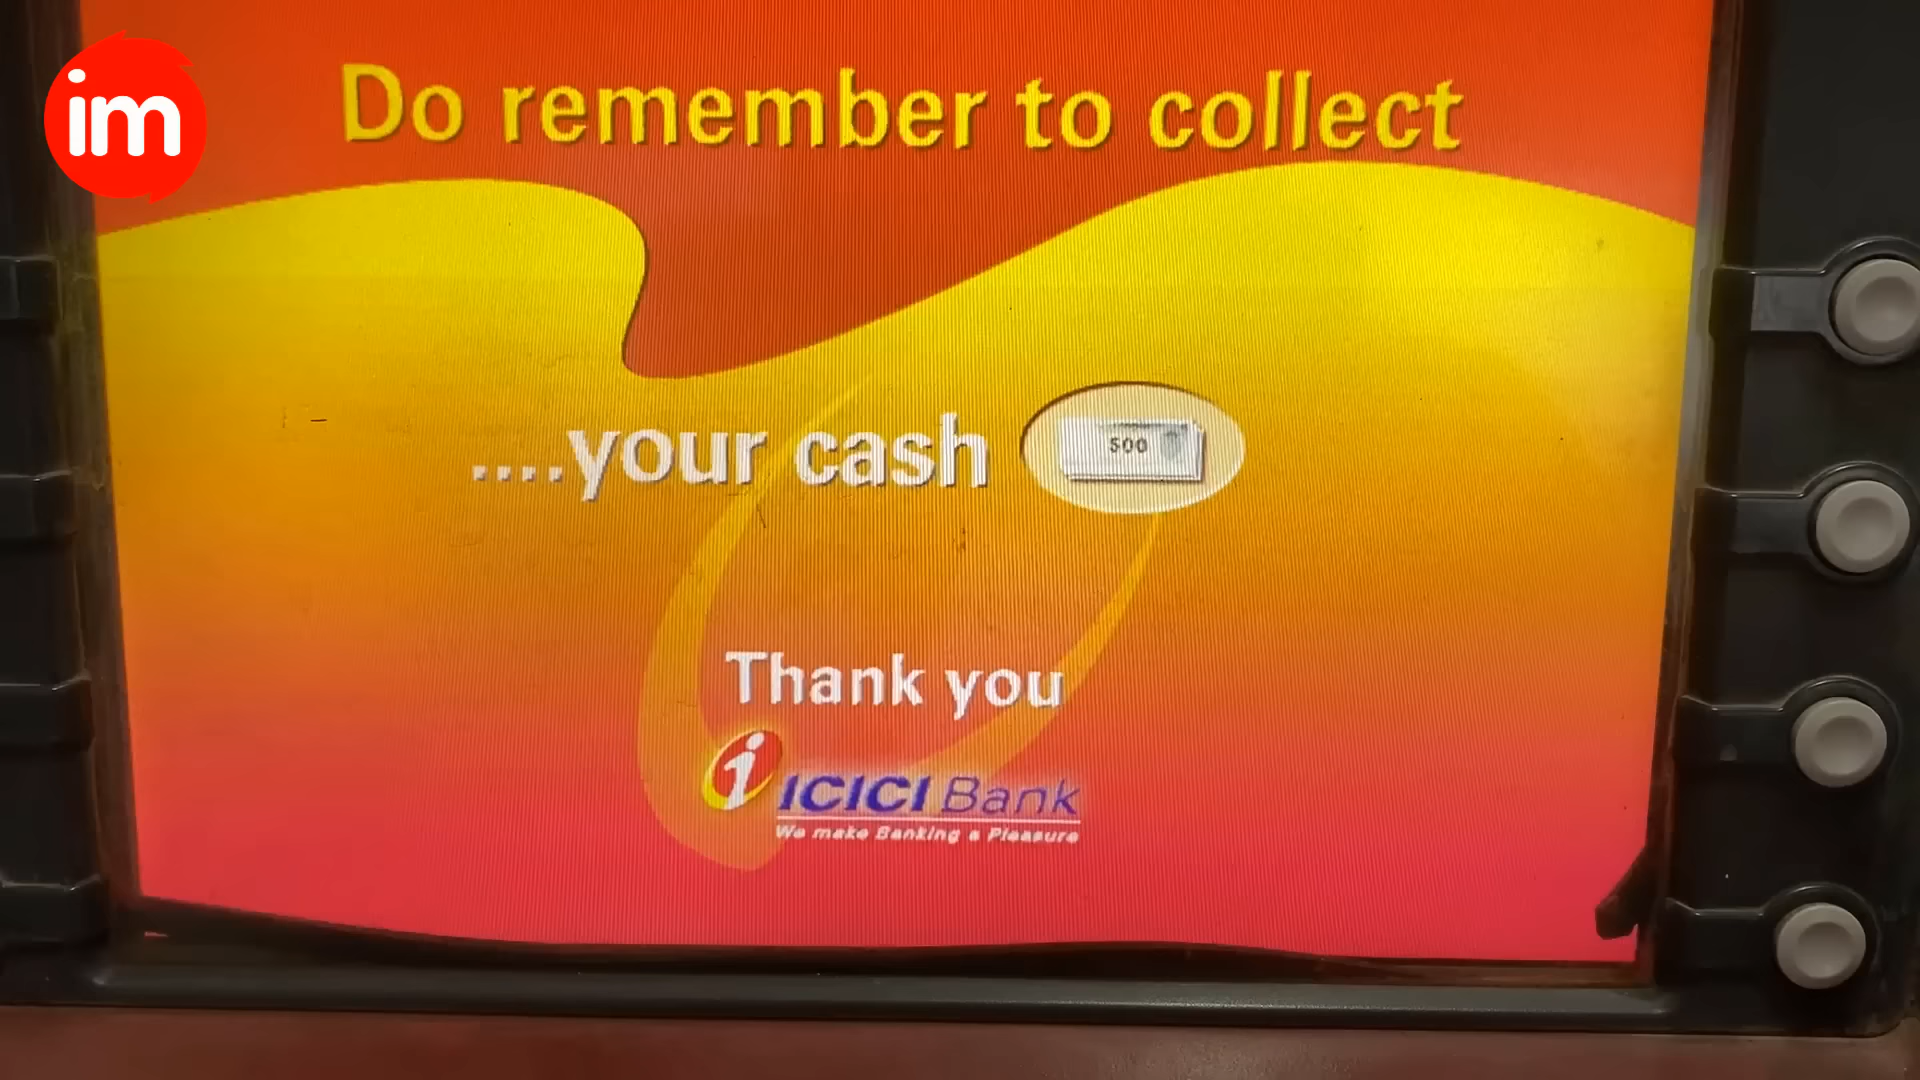 im
Do remember to collect
....your cash
500
Thank you
i ICICI Bank
We make Banking a Pleasure